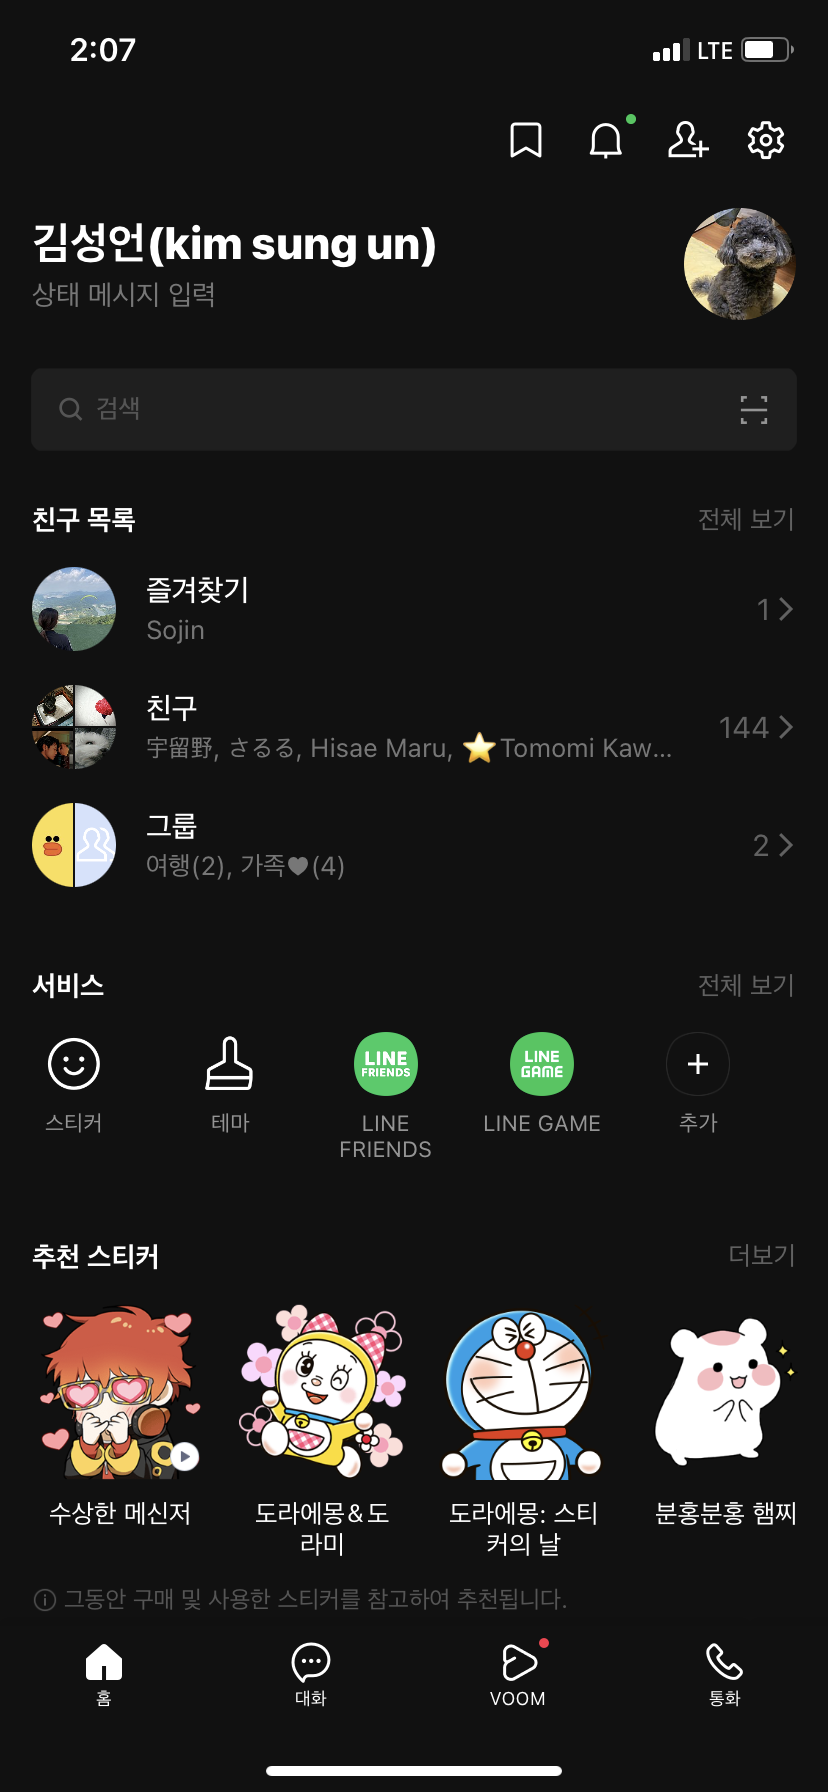 2:07
LTE
김성언(kim sung un)
상태 메시지 입력
검색
친구 목록
전체 보기
즐겨찾기
Sojin
1
친구
宇留野, さるる, Hisae Maru, ⭐Tomomi Kaw...
144
그룹
여행(2), 가족♥(4)
2
서비스
전체 보기
스티커
테마
LINE
FRIENDS
LINE
FRIENDS
LINE
GAME
LINE GAME
추가
추천 스티커
더보기
수상한 메신저
도라에몽&도
라미
도라에몽: 스티
커의 날
분홍분홍 햄찌
그동안 구매 및 사용한 스티커를 참고하여 추천됩니다.
홈
대화
VOOM
통화